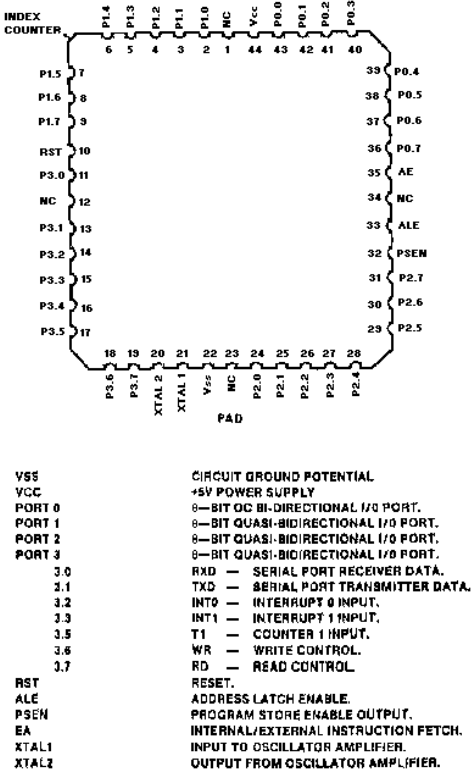 INDEX
COUNTER
P1.4 P1.3 P1.2 P1.1 P1.0 NC Vcc P0.0 P0.1 P0.2 P0.3
6 5 4 3 2 1 44 43 42 41 40
P1.5 7
P1.6 8
P1.7 9
RST 10
P3.0 11
NC 12
P3.1 13
P3.2 14
P3.3 15
P3.4 16
P3.5 17
39 P0.4
38 P0.5
37 P0.6
36 P0.7
35 AE
34 NC
33 ALE
32 PSEN
31 P2.7
30 P2.6
29 P2.5
18 19 20 21 22 23 24 25 26 27 28
P3.6 P3.7 XTAL 2 XTAL 1 Vss NC P2.0 P2.1 P2.2 P2.3 P2.4
PAD
VSS CIRCUIT GROUND POTENTIAL
VCC +5V POWER SUPPLY
PORT 0 8—BIT OC BI-DIRECTIONAL I/O PORT.
PORT 1 8—BIT QUASI-BIDIRECTIONAL I/O PORT.
PORT 2 8—BIT QUASI-BIDIRECTIONAL I/O PORT.
PORT 3 8—BIT QUASI-BIDIRECTIONAL I/O PORT.
3.0 RXD — SERIAL PORT RECEIVER DATA.
2.1 TXD — SERIAL PORT TRANSMITTER DATA.
3.2 INT0 — INTERRUPT 0 INPUT.
3.3 INT1 — INTERRUPT 1 INPUT.
3.5 T1 — COUNTER 1 INPUT.
3.6 WR — WRITE CONTROL.
3.7 RD — READ CONTROL.
RST RESET.
ALE ADDRESS LATCH ENABLE.
PSEN PROGRAM STORE ENABLE OUTPUT.
EA INTERNAL/EXTERNAL INSTRUCTION FETCH.
XTAL1 INPUT TO OSCILLATOR AMPLIFIER.
XTAL2 OUTPUT FROM OSCILLATOR AMPLIFIER.